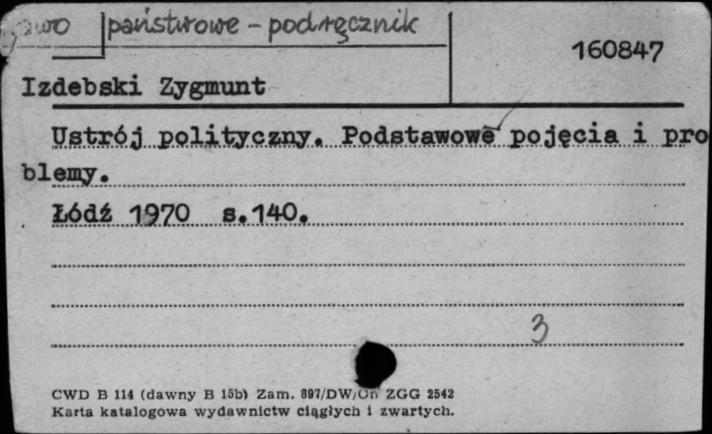 państwowe - podręcznik
160847
Izdebski Zygmunt
Ustrój polityczny. Podstawowe pojęcia i pro
blemy.
Łódź 1970 s.140.
3
CWD B 114 (dawny B 15b) Zam. 897/DW/On ZGG 2542
Karta katalogowa wydawnictw ciągłych i zwartych.